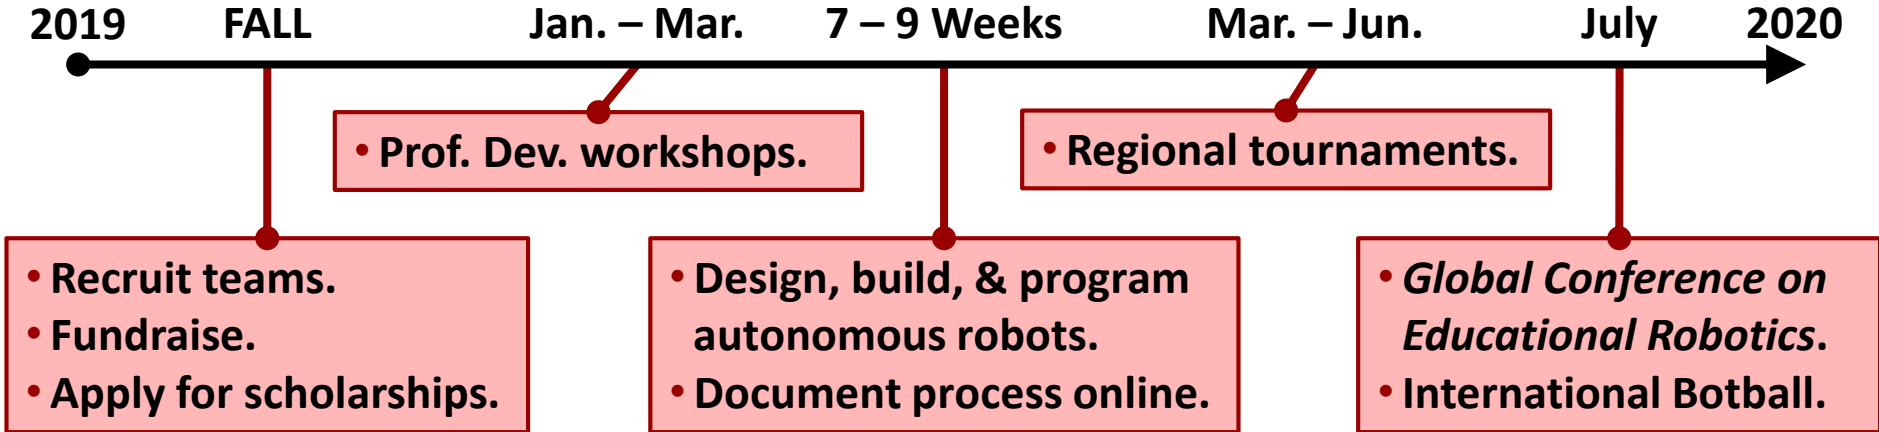 2019 FALL Jan. – Mar. 7 – 9 Weeks Mar. – Jun. July 2020
• Prof. Dev. workshops.
• Regional tournaments.
• Recruit teams.
• Fundraise.
• Apply for scholarships.
• Design, build, & program
autonomous robots.
• Document process online.
• Global Conference on
Educational Robotics.
• International Botball.